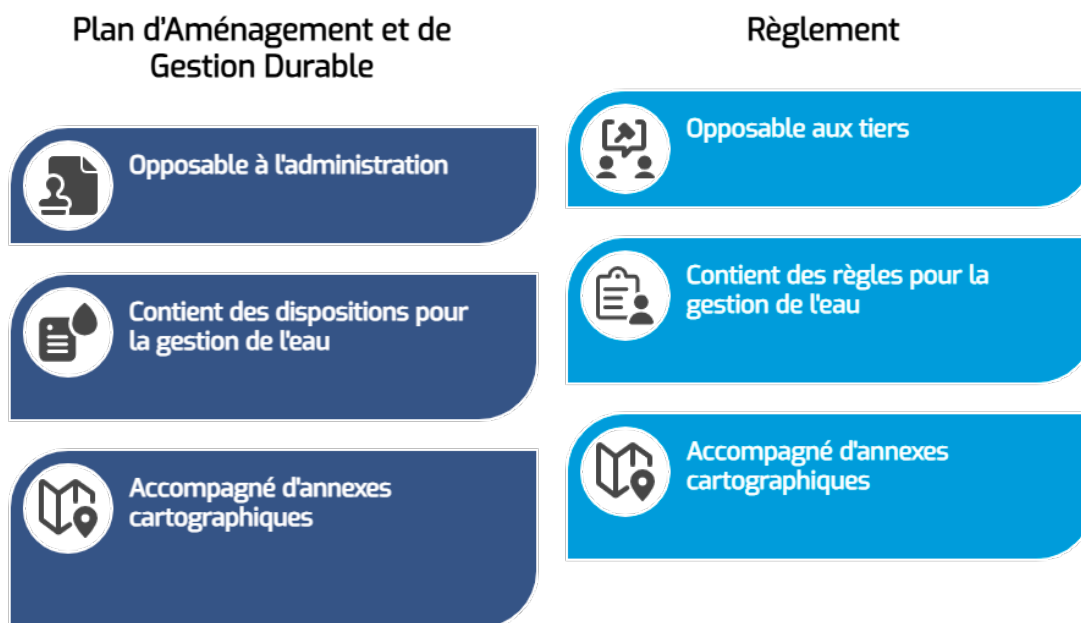 Plan d'Aménagement et de
Gestion Durable
Opposable à l'administration
Contient des dispositions pour
la gestion de l'eau
Accompagné d'annexes
cartographiques
Règlement
Opposable aux tiers
Contient des règles pour la
gestion de l'eau
Accompagné d'annexes
cartographiques